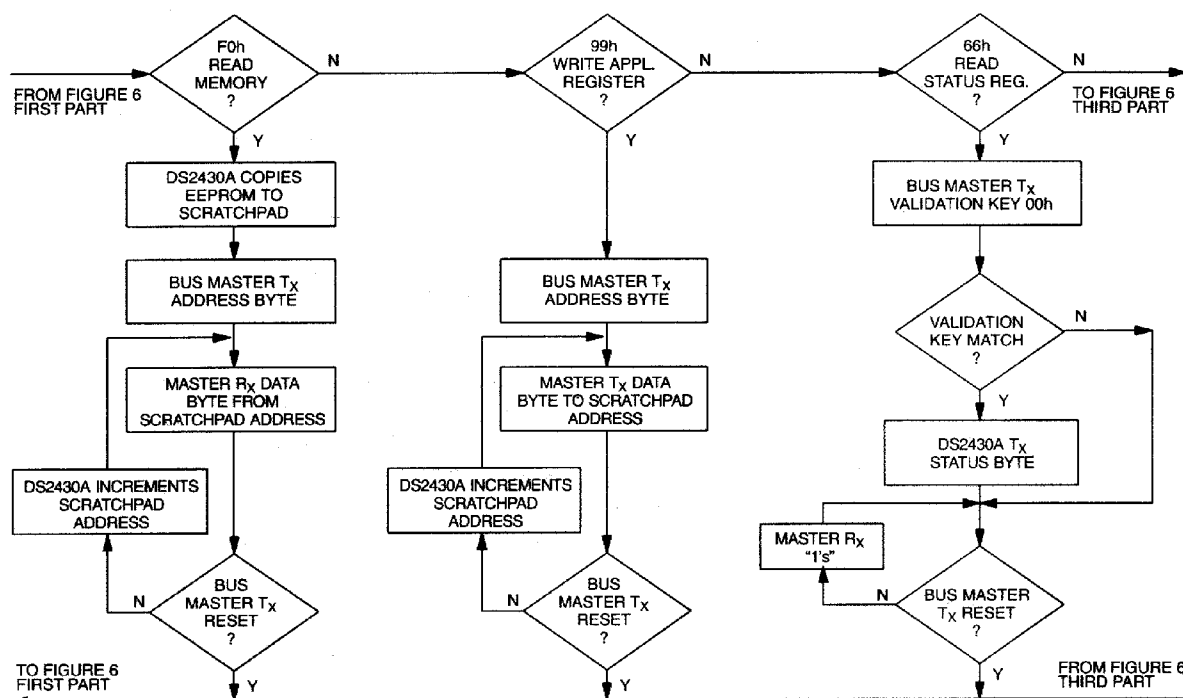 F0h
READ
MEMORY
?
N
Y
FROM FIGURE 6
FIRST PART
DS2430A COPIES
EEPROM TO
SCRATCHPAD
BUS MASTER TX
ADDRESS BYTE
MASTER RX DATA
BYTE FROM
SCRATCHPAD ADDRESS
DS2430A INCREMENTS
SCRATCHPAD
ADDRESS
BUS
MASTER TX
RESET
?
N
Y
TO FIGURE 6
FIRST PART
99h
WRITE APPL.
REGISTER
?
N
Y
BUS MASTER TX
ADDRESS BYTE
MASTER TX DATA
BYTE TO SCRATCHPAD
ADDRESS
DS2430A INCREMENTS
SCRATCHPAD
ADDRESS
BUS
MASTER TX
RESET
?
N
Y
66h
READ
STATUS REG.
?
N
Y
TO FIGURE 6
THIRD PART
BUS MASTER TX
VALIDATION KEY 00h
VALIDATION
KEY MATCH
?
N
Y
DS2430A TX
STATUS BYTE
MASTER RX
"1's"
BUS MASTER
TX RESET
?
N
Y
FROM FIGURE 6
THIRD PART